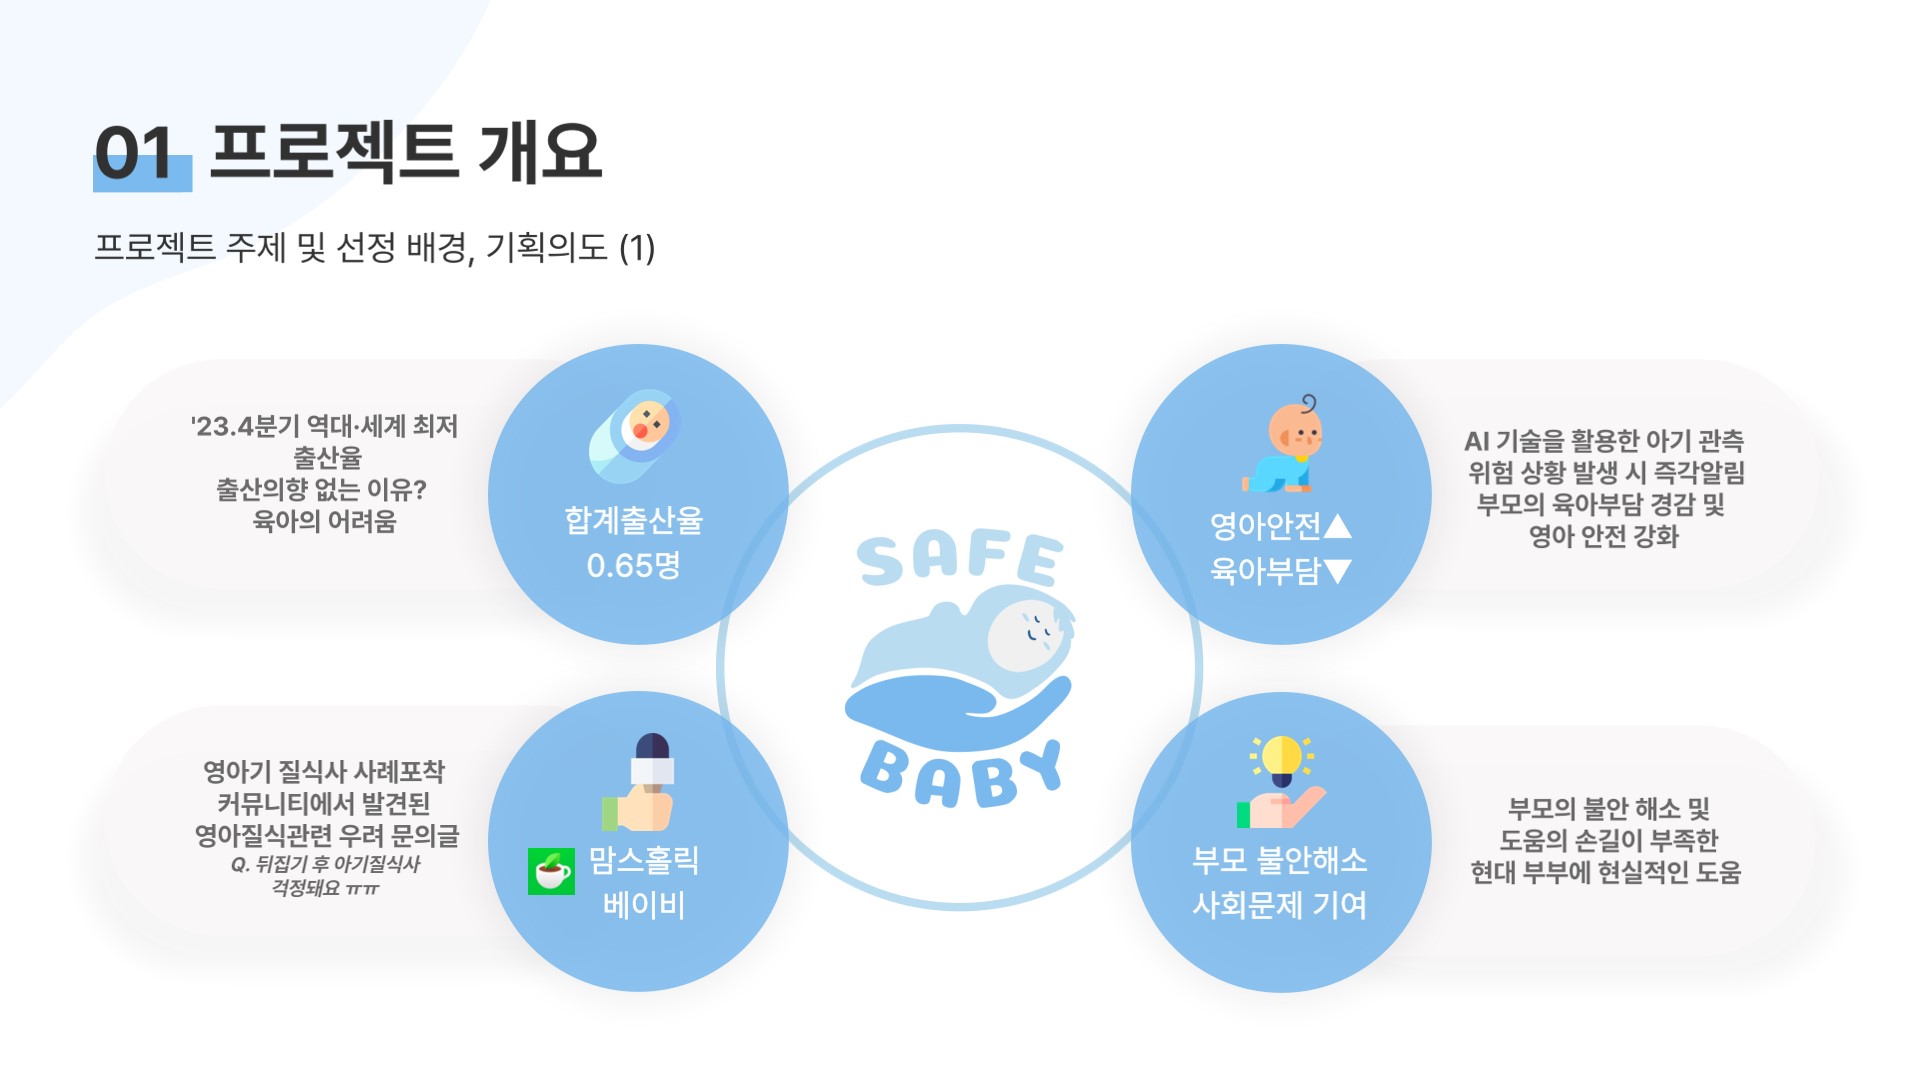 01 프로젝트 개요
프로젝트 주제 및 선정 배경, 기획의도 (1)
'23.4분기 역대·세계 최저
출산율
출산의향 없는 이유?
육아의 어려움
합계출산율
0.65명
영아기 질식사 사례포착
커뮤니티에서 발견된
영아질식관련 우려 문의글
Q. 뒤집기 후 아기질식사
걱정돼요 ㅠㅠ
맘스홀릭
베이비
SAFE
BABY
영아안전▲
육아부담▼
AI 기술을 활용한 아기 관측
위험 상황 발생 시 즉각알림
부모의 육아부담 경감 및
영아 안전 강화
부모 불안해소
사회문제 기여
부모의 불안 해소 및
도움의 손길이 부족한
현대 부부에 현실적인 도움